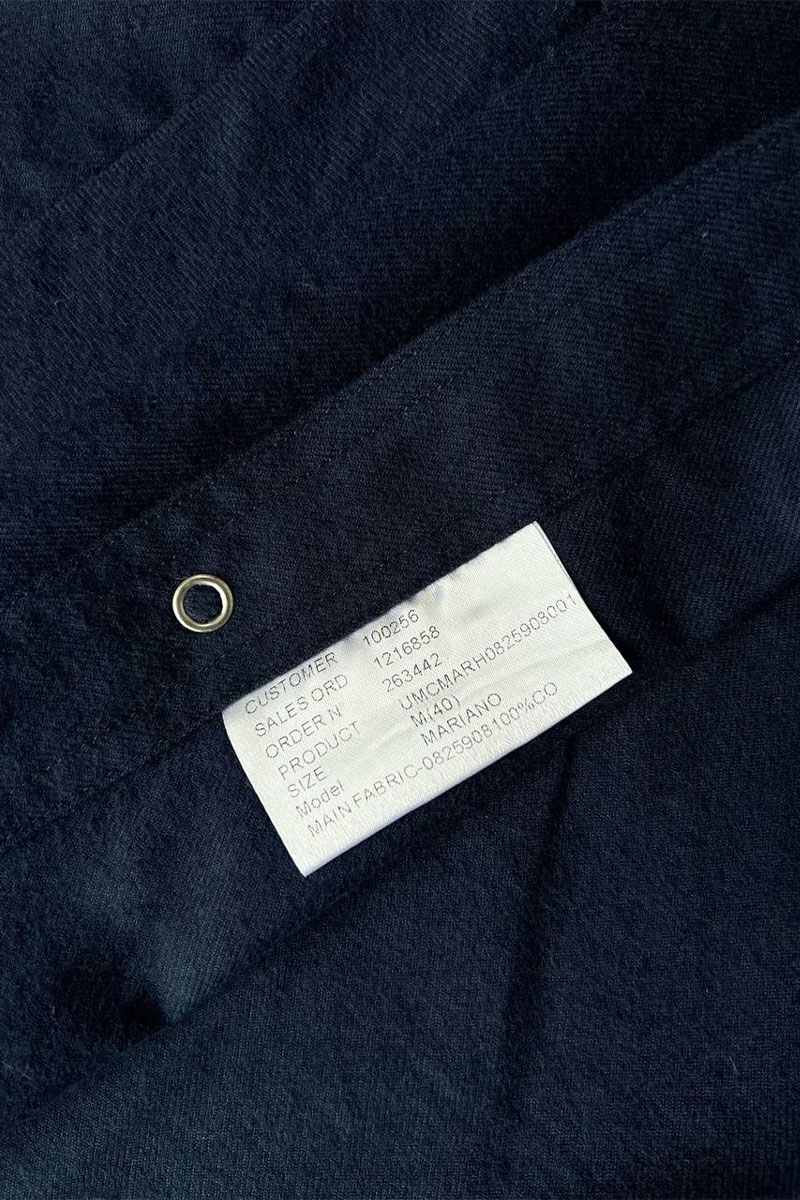 CUSTOMER 100256
SALES ORD 1216858
ORDER N 263442
PRODUCT UMCMARH0825908001
SIZE M(40)
Model MARIANO
MAIN FABRIC-0825908100%CO